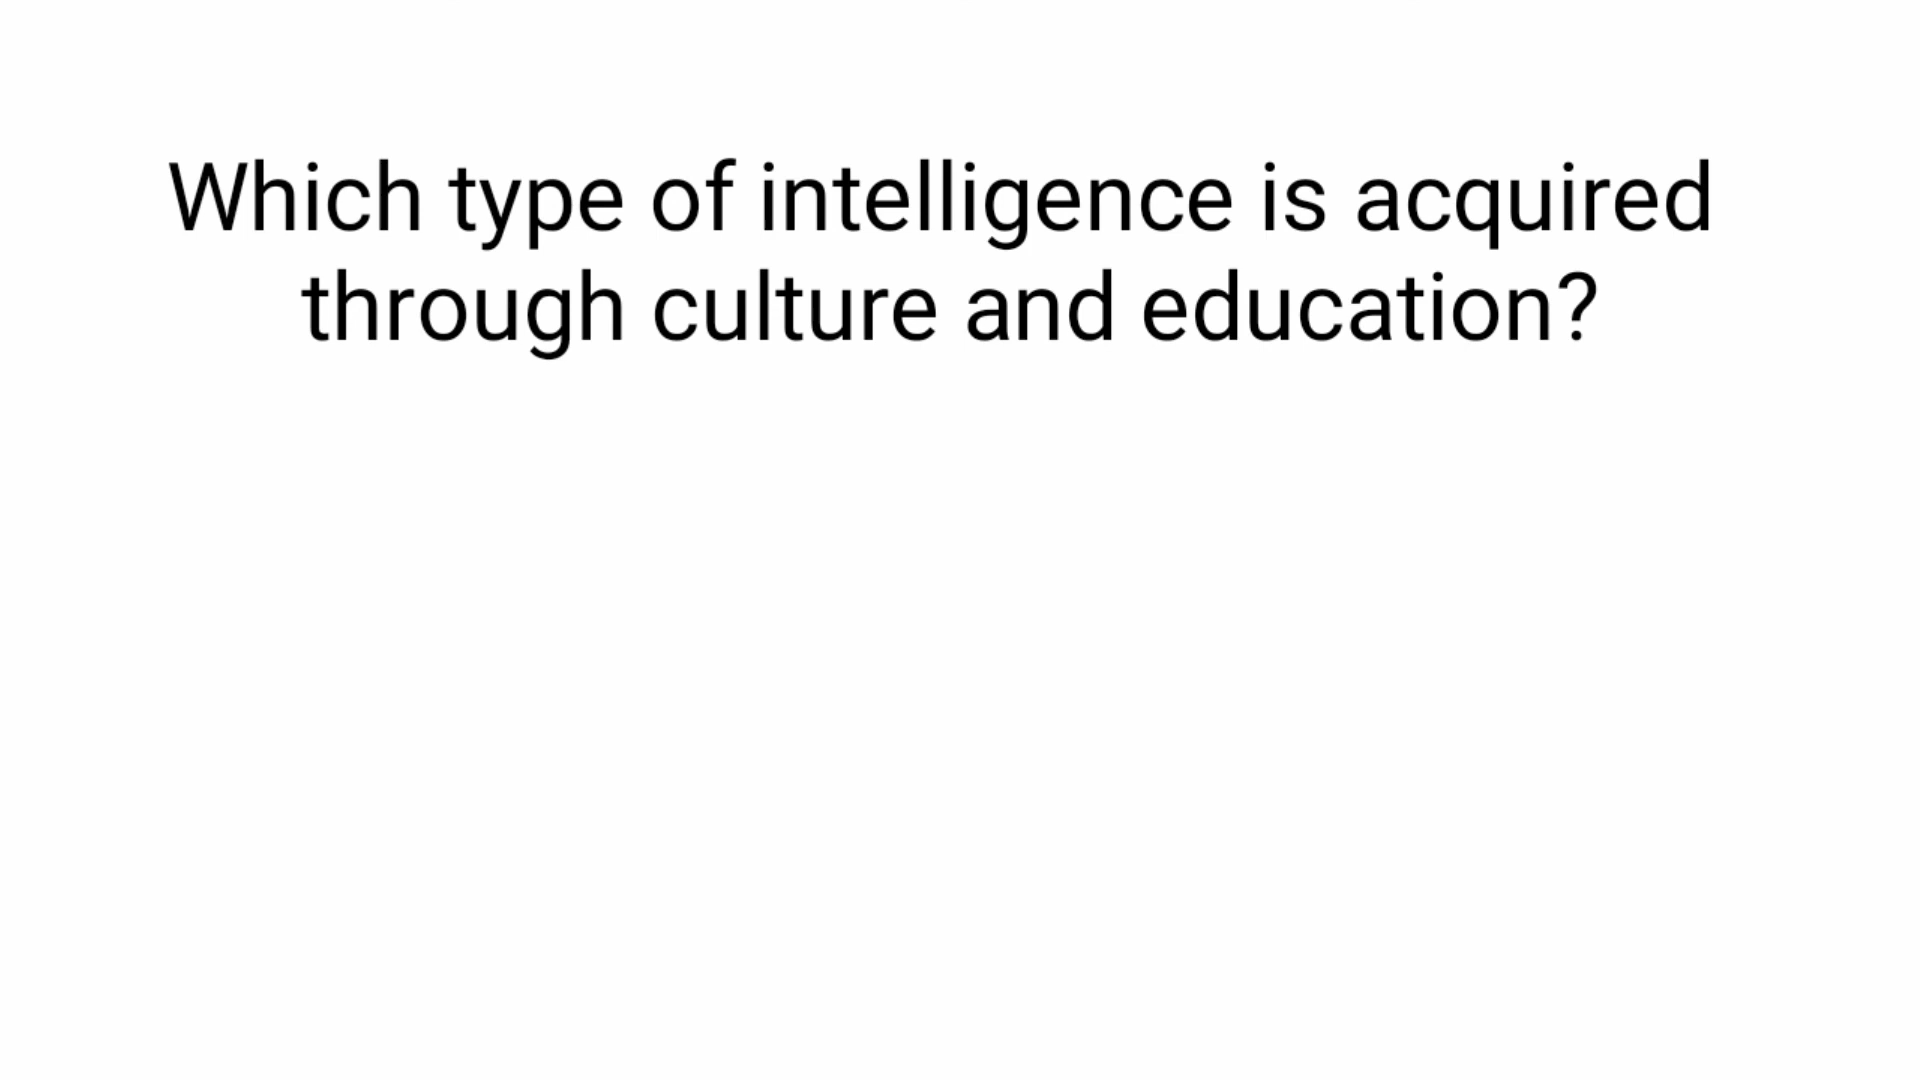 Which type of intelligence is acquired
through culture and education?